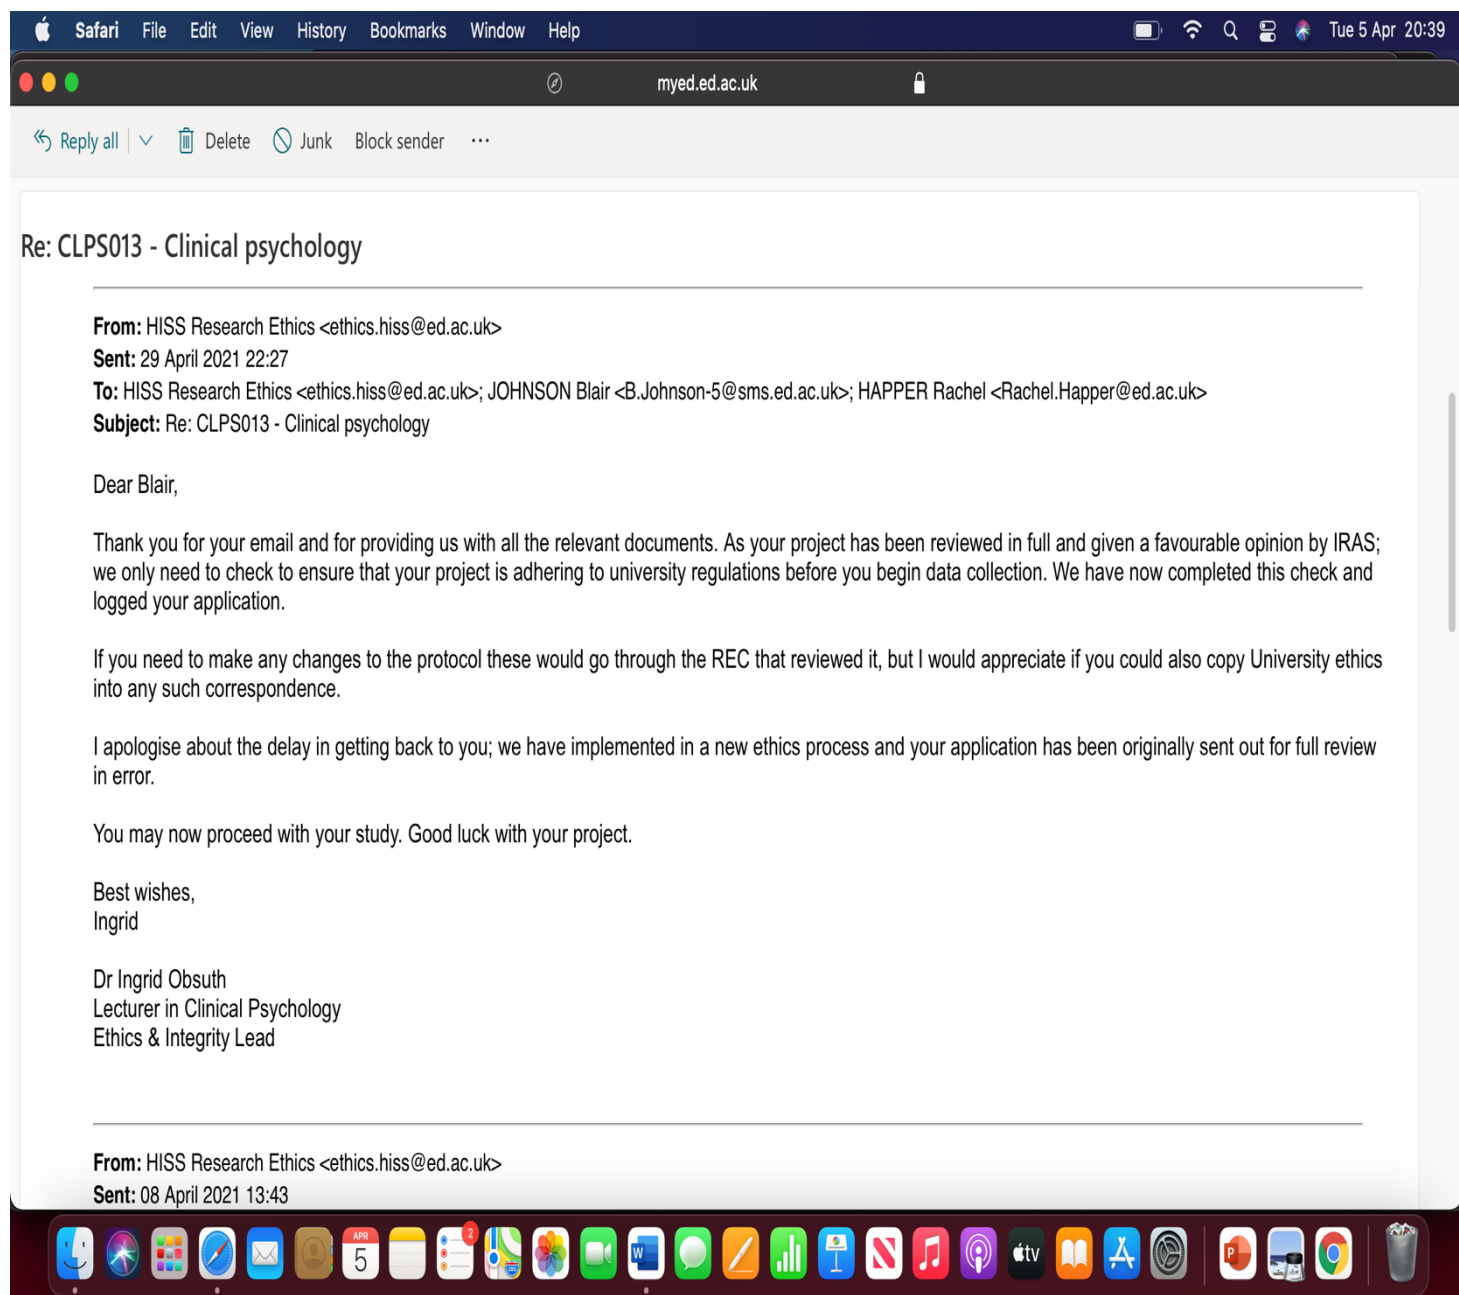 Safari File Edit View History Bookmarks Window Help Tue 5 Apr 20:39
myed.ed.ac.uk
Reply all Delete Junk Block sender ...
Re: CLPS013 - Clinical psychology
From: HISS Research Ethics <ethics.hiss@ed.ac.uk>
Sent: 29 April 2021 22:27
To: HISS Research Ethics <ethics.hiss@ed.ac.uk>; JOHNSON Blair <B.Johnson-5@sms.ed.ac.uk>; HAPPER Rachel <Rachel.Happer@ed.ac.uk>
Subject: Re: CLPS013 - Clinical psychology
Dear Blair,
Thank you for your email and for providing us with all the relevant documents. As your project has been reviewed in full and given a favourable opinion by IRAS;
we only need to check to ensure that your project is adhering to university regulations before you begin data collection. We have now completed this check and
logged your application.
If you need to make any changes to the protocol these would go through the REC that reviewed it, but I would appreciate if you could also copy University ethics
into any such correspondence.
I apologise about the delay in getting back to you; we have implemented in a new ethics process and your application has been originally sent out for full review
in error.
You may now proceed with your study. Good luck with your project.
Best wishes,
Ingrid
Dr Ingrid Obsuth
Lecturer in Clinical Psychology
Ethics & Integrity Lead
From: HISS Research Ethics <ethics.hiss@ed.ac.uk>
Sent: 08 April 2021 13:43
APR
5
2
280
W
N
tv
P